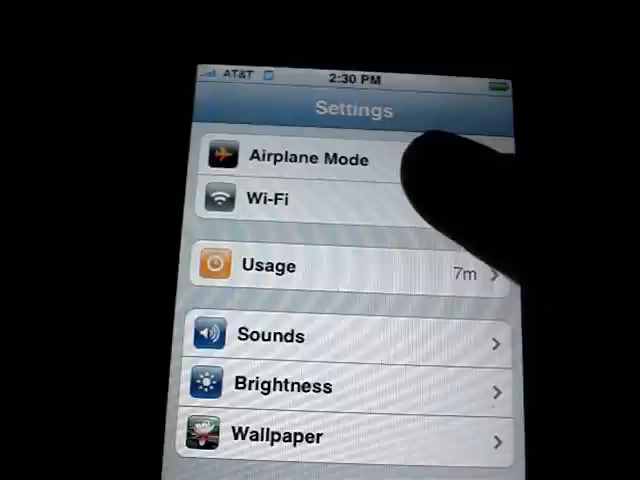 AT&T 2:30 PM
Settings
Airplane Mode
Wi-Fi
Usage 7m
Sounds
Brightness
Wallpaper